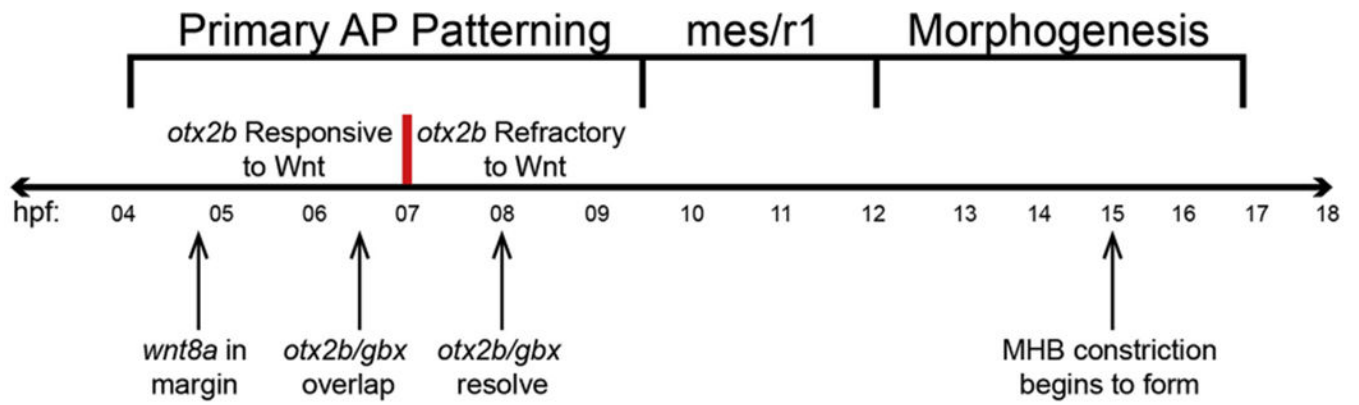 Primary AP Patterning mes/r1 Morphogenesis
otx2b Responsive
to Wnt
otx2b Refractory
to Wnt
hpf: 04 05 06 07 08 09 10 11 12 13 14 15 16 17 18
wnt8a in
margin
otx2b/gbx
overlap
otx2b/gbx
resolve
MHB constriction
begins to form